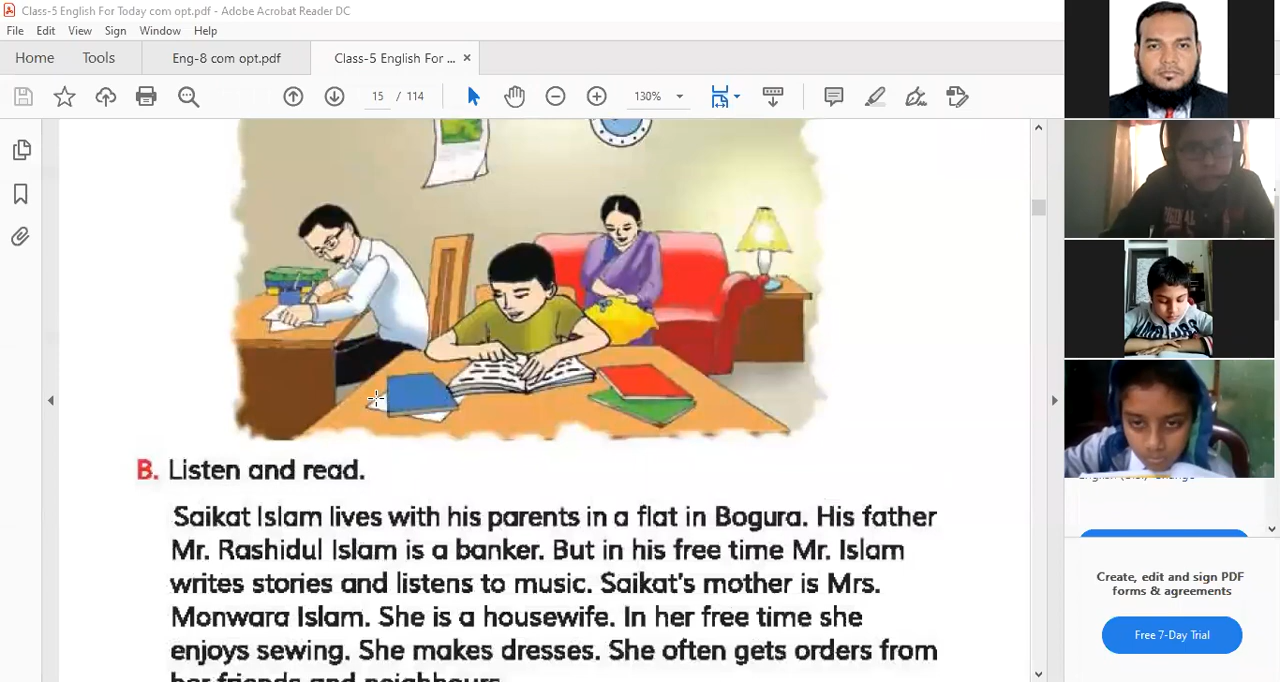 Class-5 English For Today com opt.pdf - Adobe Acrobat Reader DC
File Edit View Sign Window Help
Home Tools Eng-8 com opt.pdf Class-5 English For ... ×
15 / 114 130%
B. Listen and read.
Saikat Islam lives with his parents in a flat in Bogura. His father
Mr. Rashidul Islam is a banker. But in his free time Mr. Islam
writes stories and listens to music. Saikat's mother is Mrs.
Monwara Islam. She is a housewife. In her free time she
enjoys sewing. She makes dresses. She often gets orders from
her friends and neighbours.
Create, edit and sign PDF
forms & agreements
Free 7-Day Trial